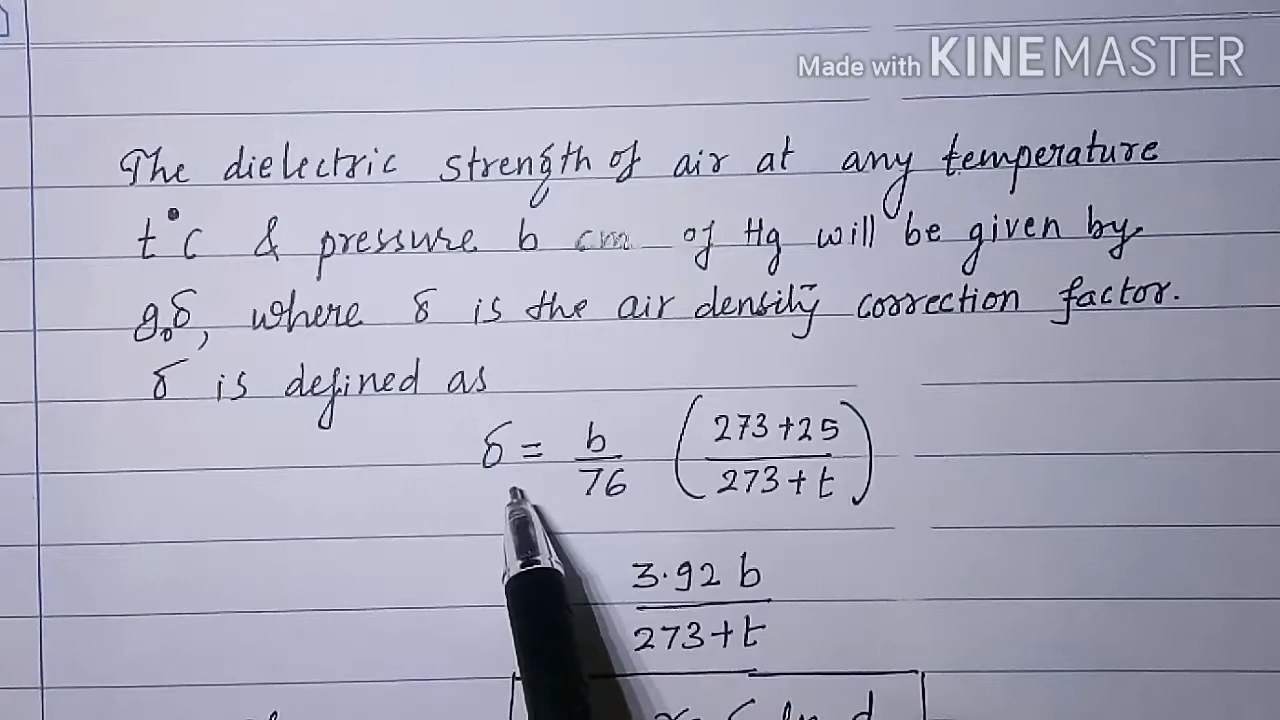 Made with KINEMASTER
The dielectric strength of air at any temperature
t°c & pressure b cm of Hg will be given by
g₀δ, where δ is the air density correction factor.
δ is defined as
δ = b/76 (273+25/273+t)
3.92 b/273+t